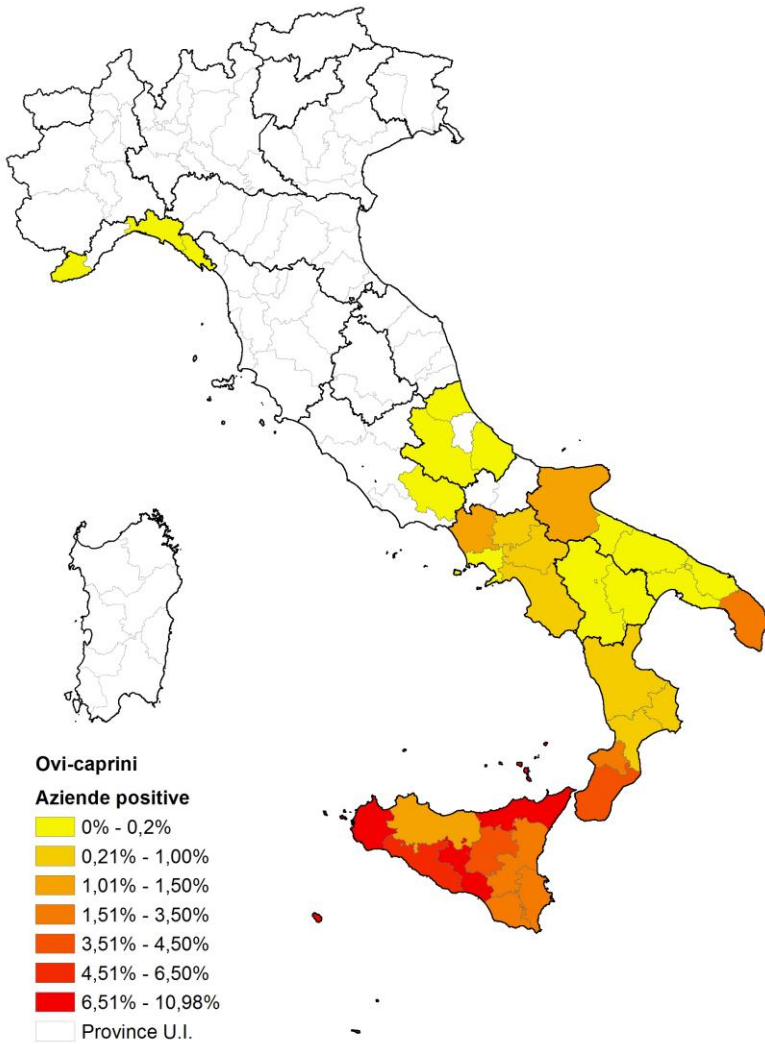 Ovi-caprini
Aziende positive
0% - 0,2%
0,21% - 1,00%
1,01% - 1,50%
1,51% - 3,50%
3,51% - 4,50%
4,51% - 6,50%
6,51% - 10,98%
Province U.I.